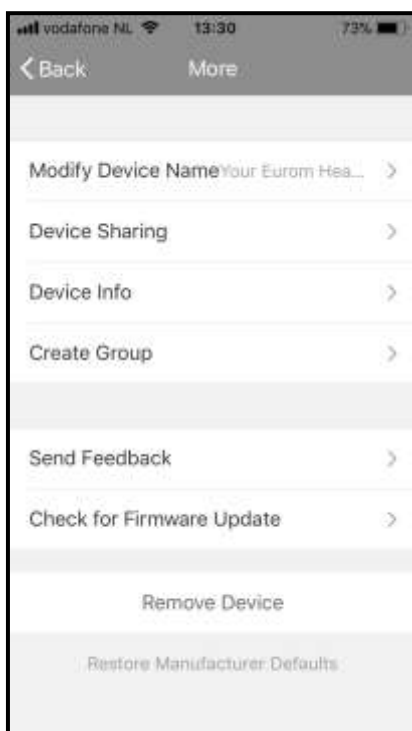 vodafone NL 13:30 73%
Back More
Modify Device Name Your Eurom Hea...
Device Sharing
Device Info
Create Group
Send Feedback
Check for Firmware Update
Remove Device
Restore Manufacturer Defaults